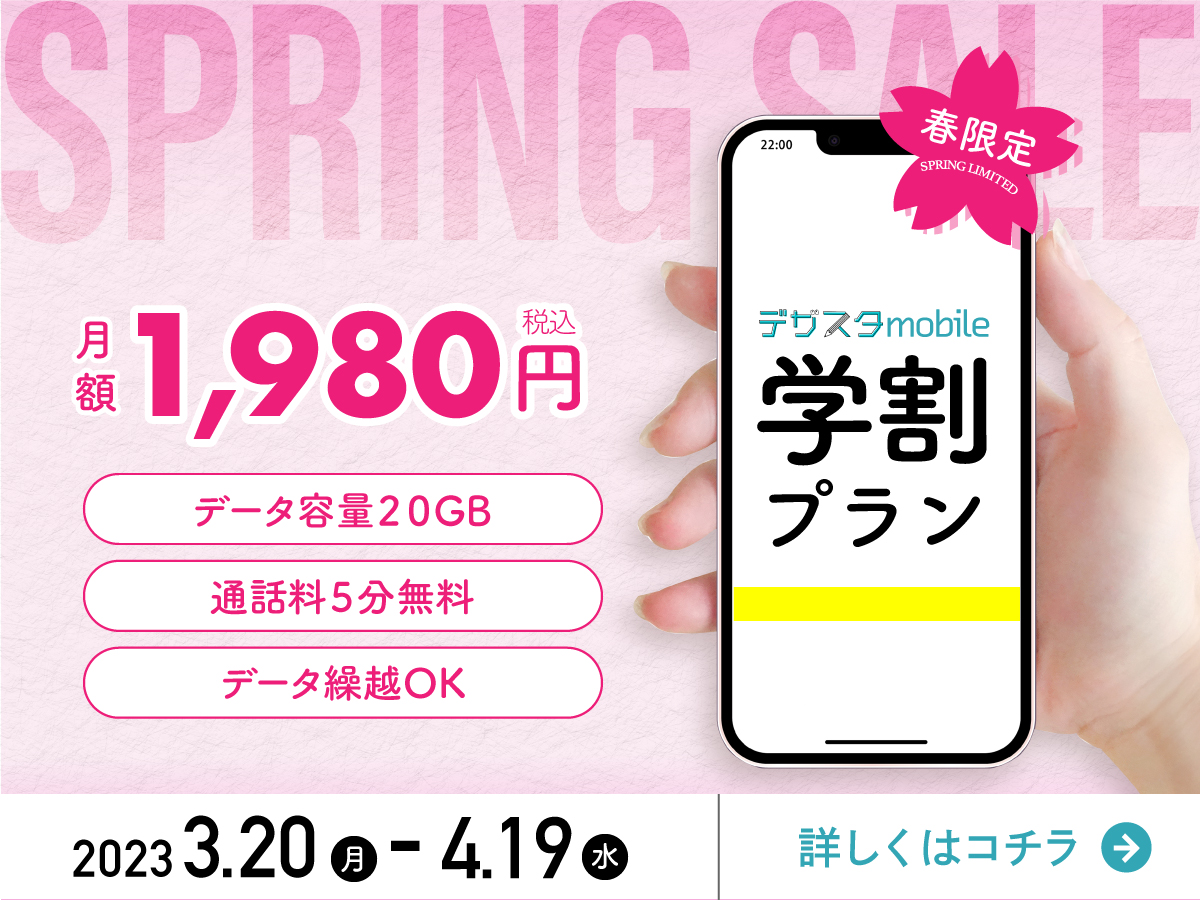 SPRING SALE
22:00
春限定
SPRING LIMITED
月額1,980円
税込
デザスタmobile
学割
プラン
データ容量20GB
通話料5分無料
データ繰越OK
2023 3.20 月 - 4.19 水
詳しくはコチラ